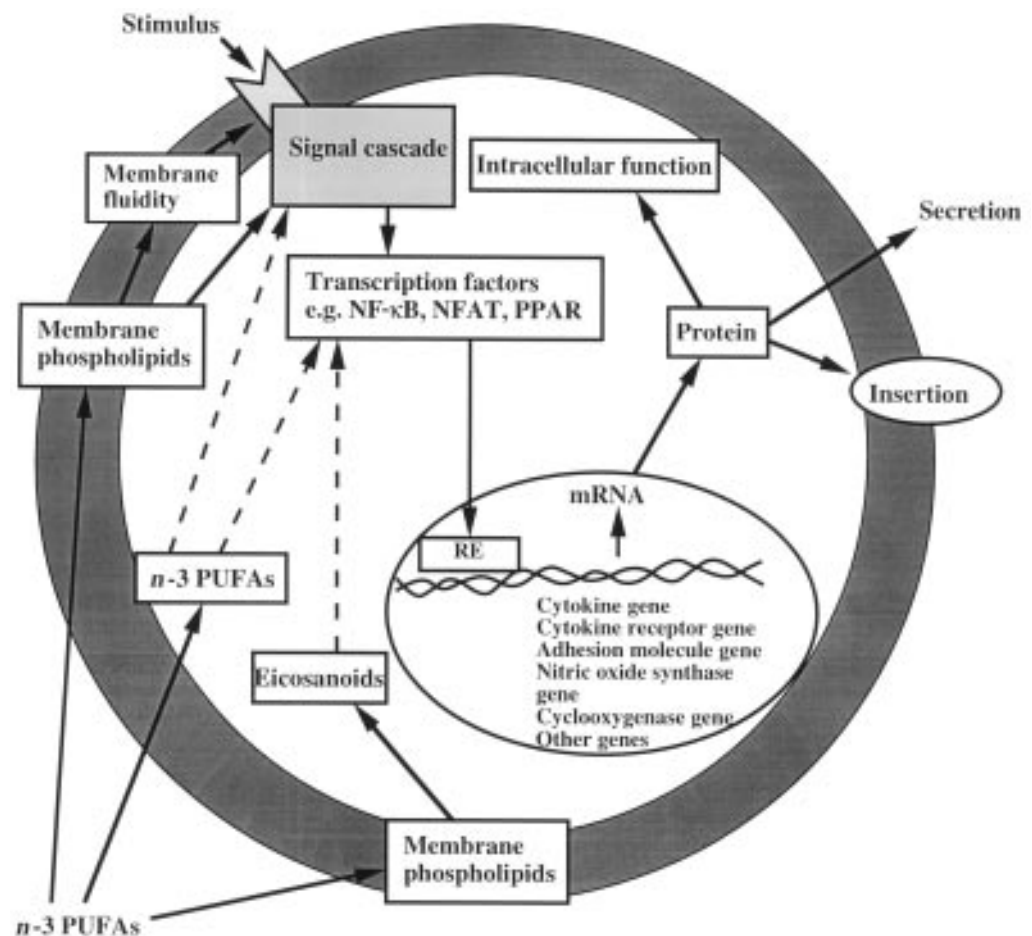 Stimulus
Signal cascade
Intracellular function
Membrane
fluidity
Secretion
Transcription factors
e.g. NF-κB, NFAT, PPAR
Membrane
phospholipids
Protein
Insertion
mRNA
RE
n-3 PUFAs
Cytokine gene
Cytokine receptor gene
Adhesion molecule gene
Nitric oxide synthase
gene
Cyclooxygenase gene
Other genes
Eicosanoids
Membrane
phospholipids
n-3 PUFAs